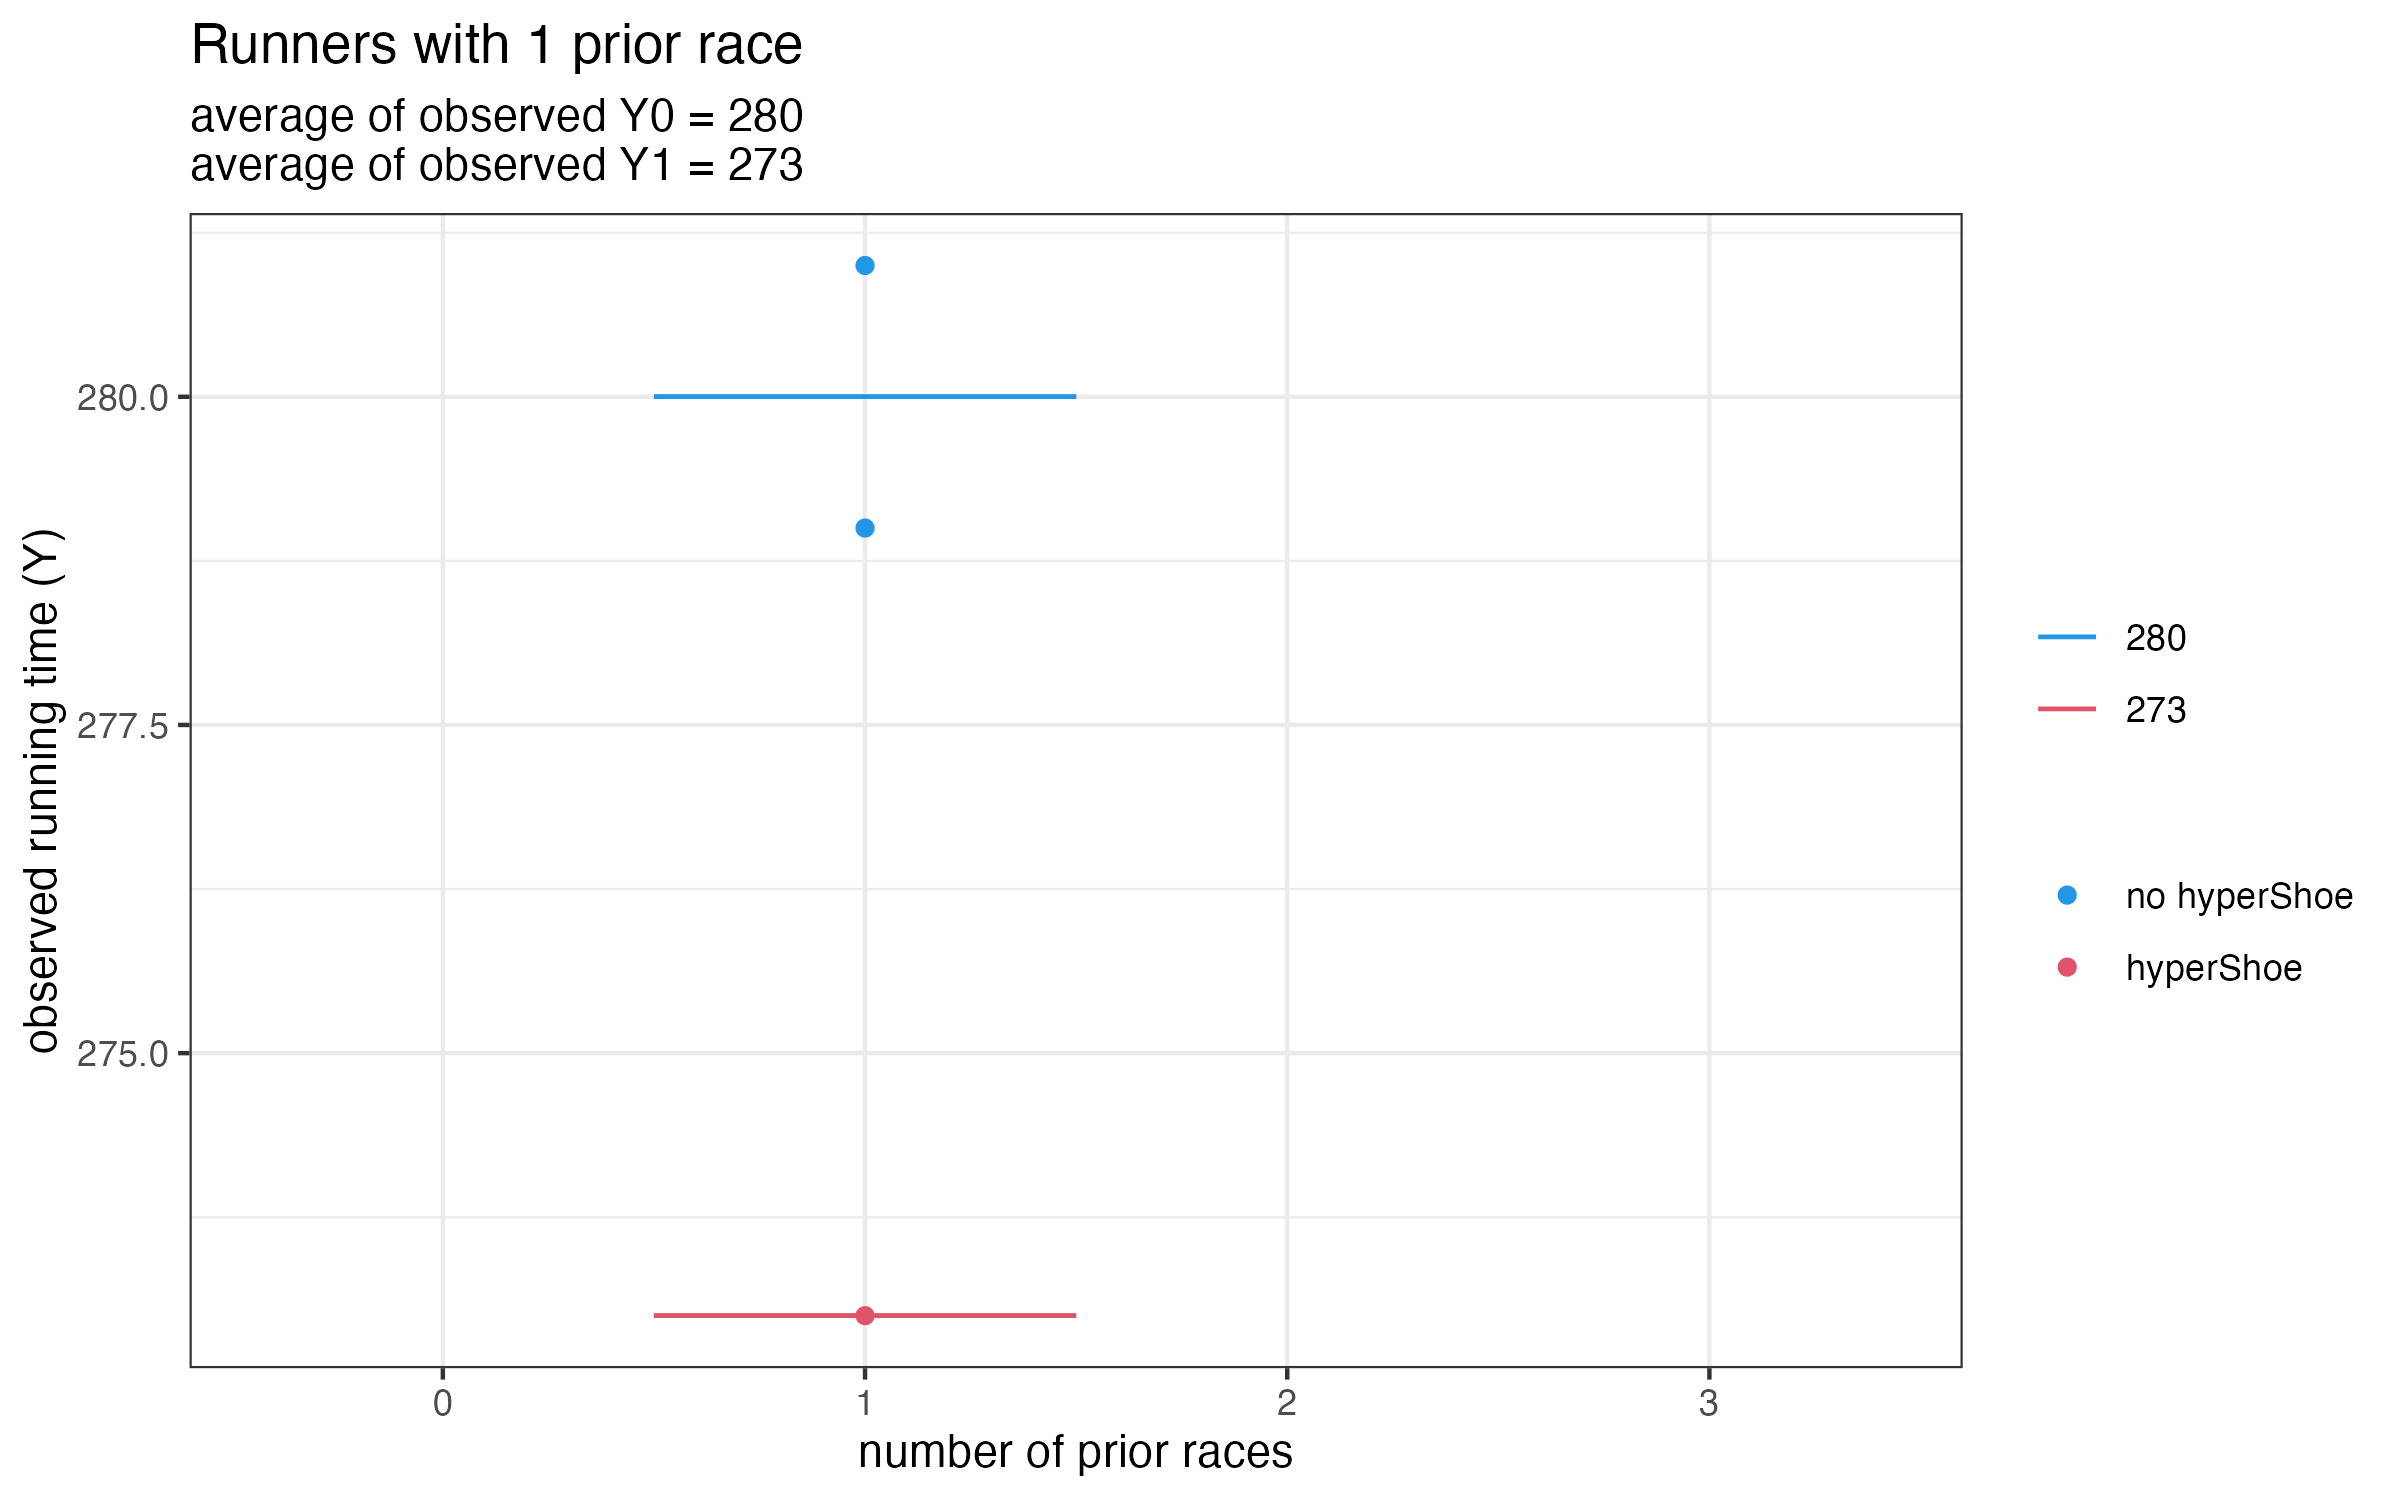 Runners with 1 prior race
average of observed Y0 = 280
average of observed Y1 = 273
observed running time (Y)
280.0
277.5
275.0
0
1
2
3
number of prior races
280
273
no hyperShoe
hyperShoe